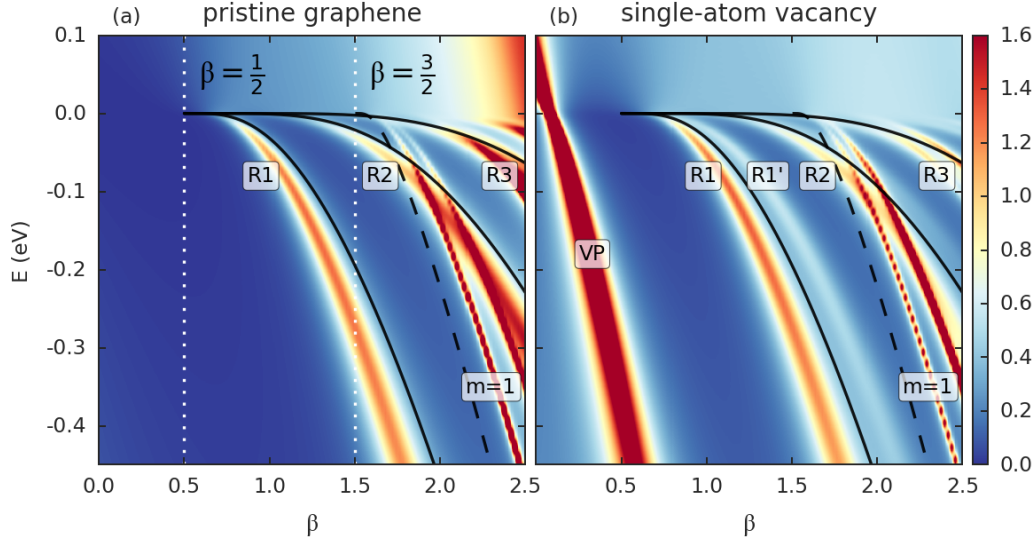 (a) pristine graphene
(b) single-atom vacancy
β = 1/2
β = 3/2
R1
R2
R3
m=1
VP
R1
R1'
R2
R3
m=1
E (eV)
0.1
0.0
-0.1
-0.2
-0.3
-0.4
0.0 0.5 1.0 1.5 2.0 2.5
β
0.5 1.0 1.5 2.0 2.5
β
1.6
1.4
1.2
1.0
0.8
0.6
0.4
0.2
0.0